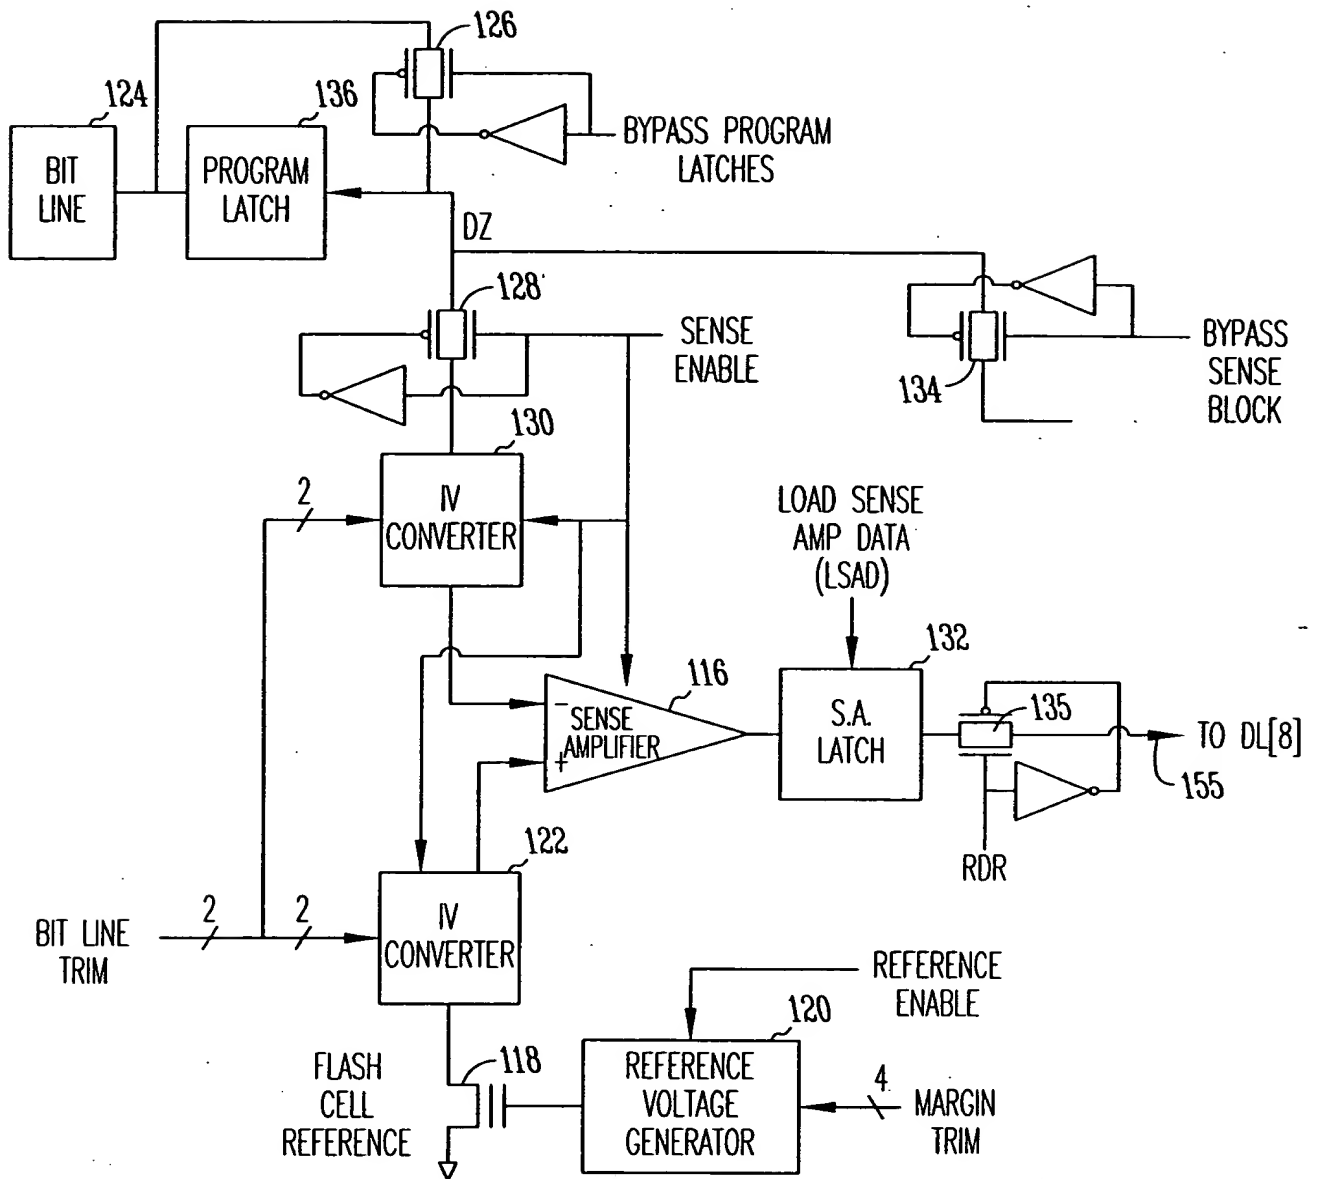 126
124
136
BIT
LINE
PROGRAM
LATCH
BYPASS PROGRAM
LATCHES
DZ
128
SENSE
ENABLE
134
BYPASS
SENSE
BLOCK
130
IV
CONVERTER
2
LOAD SENSE
AMP DATA
(LSAD)
132
116
-
SENSE
AMPLIFIER
+
S.A.
LATCH
135
TO DL[8]
155
RDR
122
IV
CONVERTER
BIT LINE
TRIM
2
2
REFERENCE
ENABLE
120
FLASH
CELL
REFERENCE
118
REFERENCE
VOLTAGE
GENERATOR
4
MARGIN
TRIM